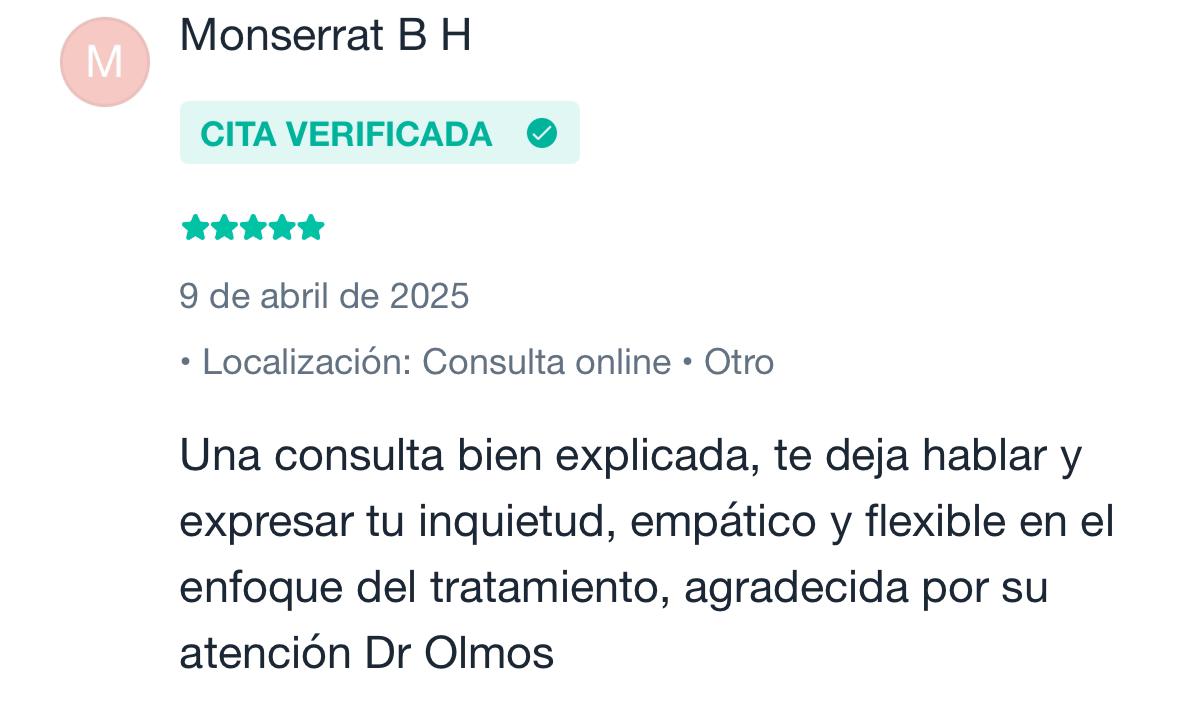 M
Monserrat B H
CITA VERIFICADA
9 de abril de 2025
• Localización: Consulta online • Otro
Una consulta bien explicada, te deja hablar y
expresar tu inquietud, empático y flexible en el
enfoque del tratamiento, agradecida por su
atención Dr Olmos